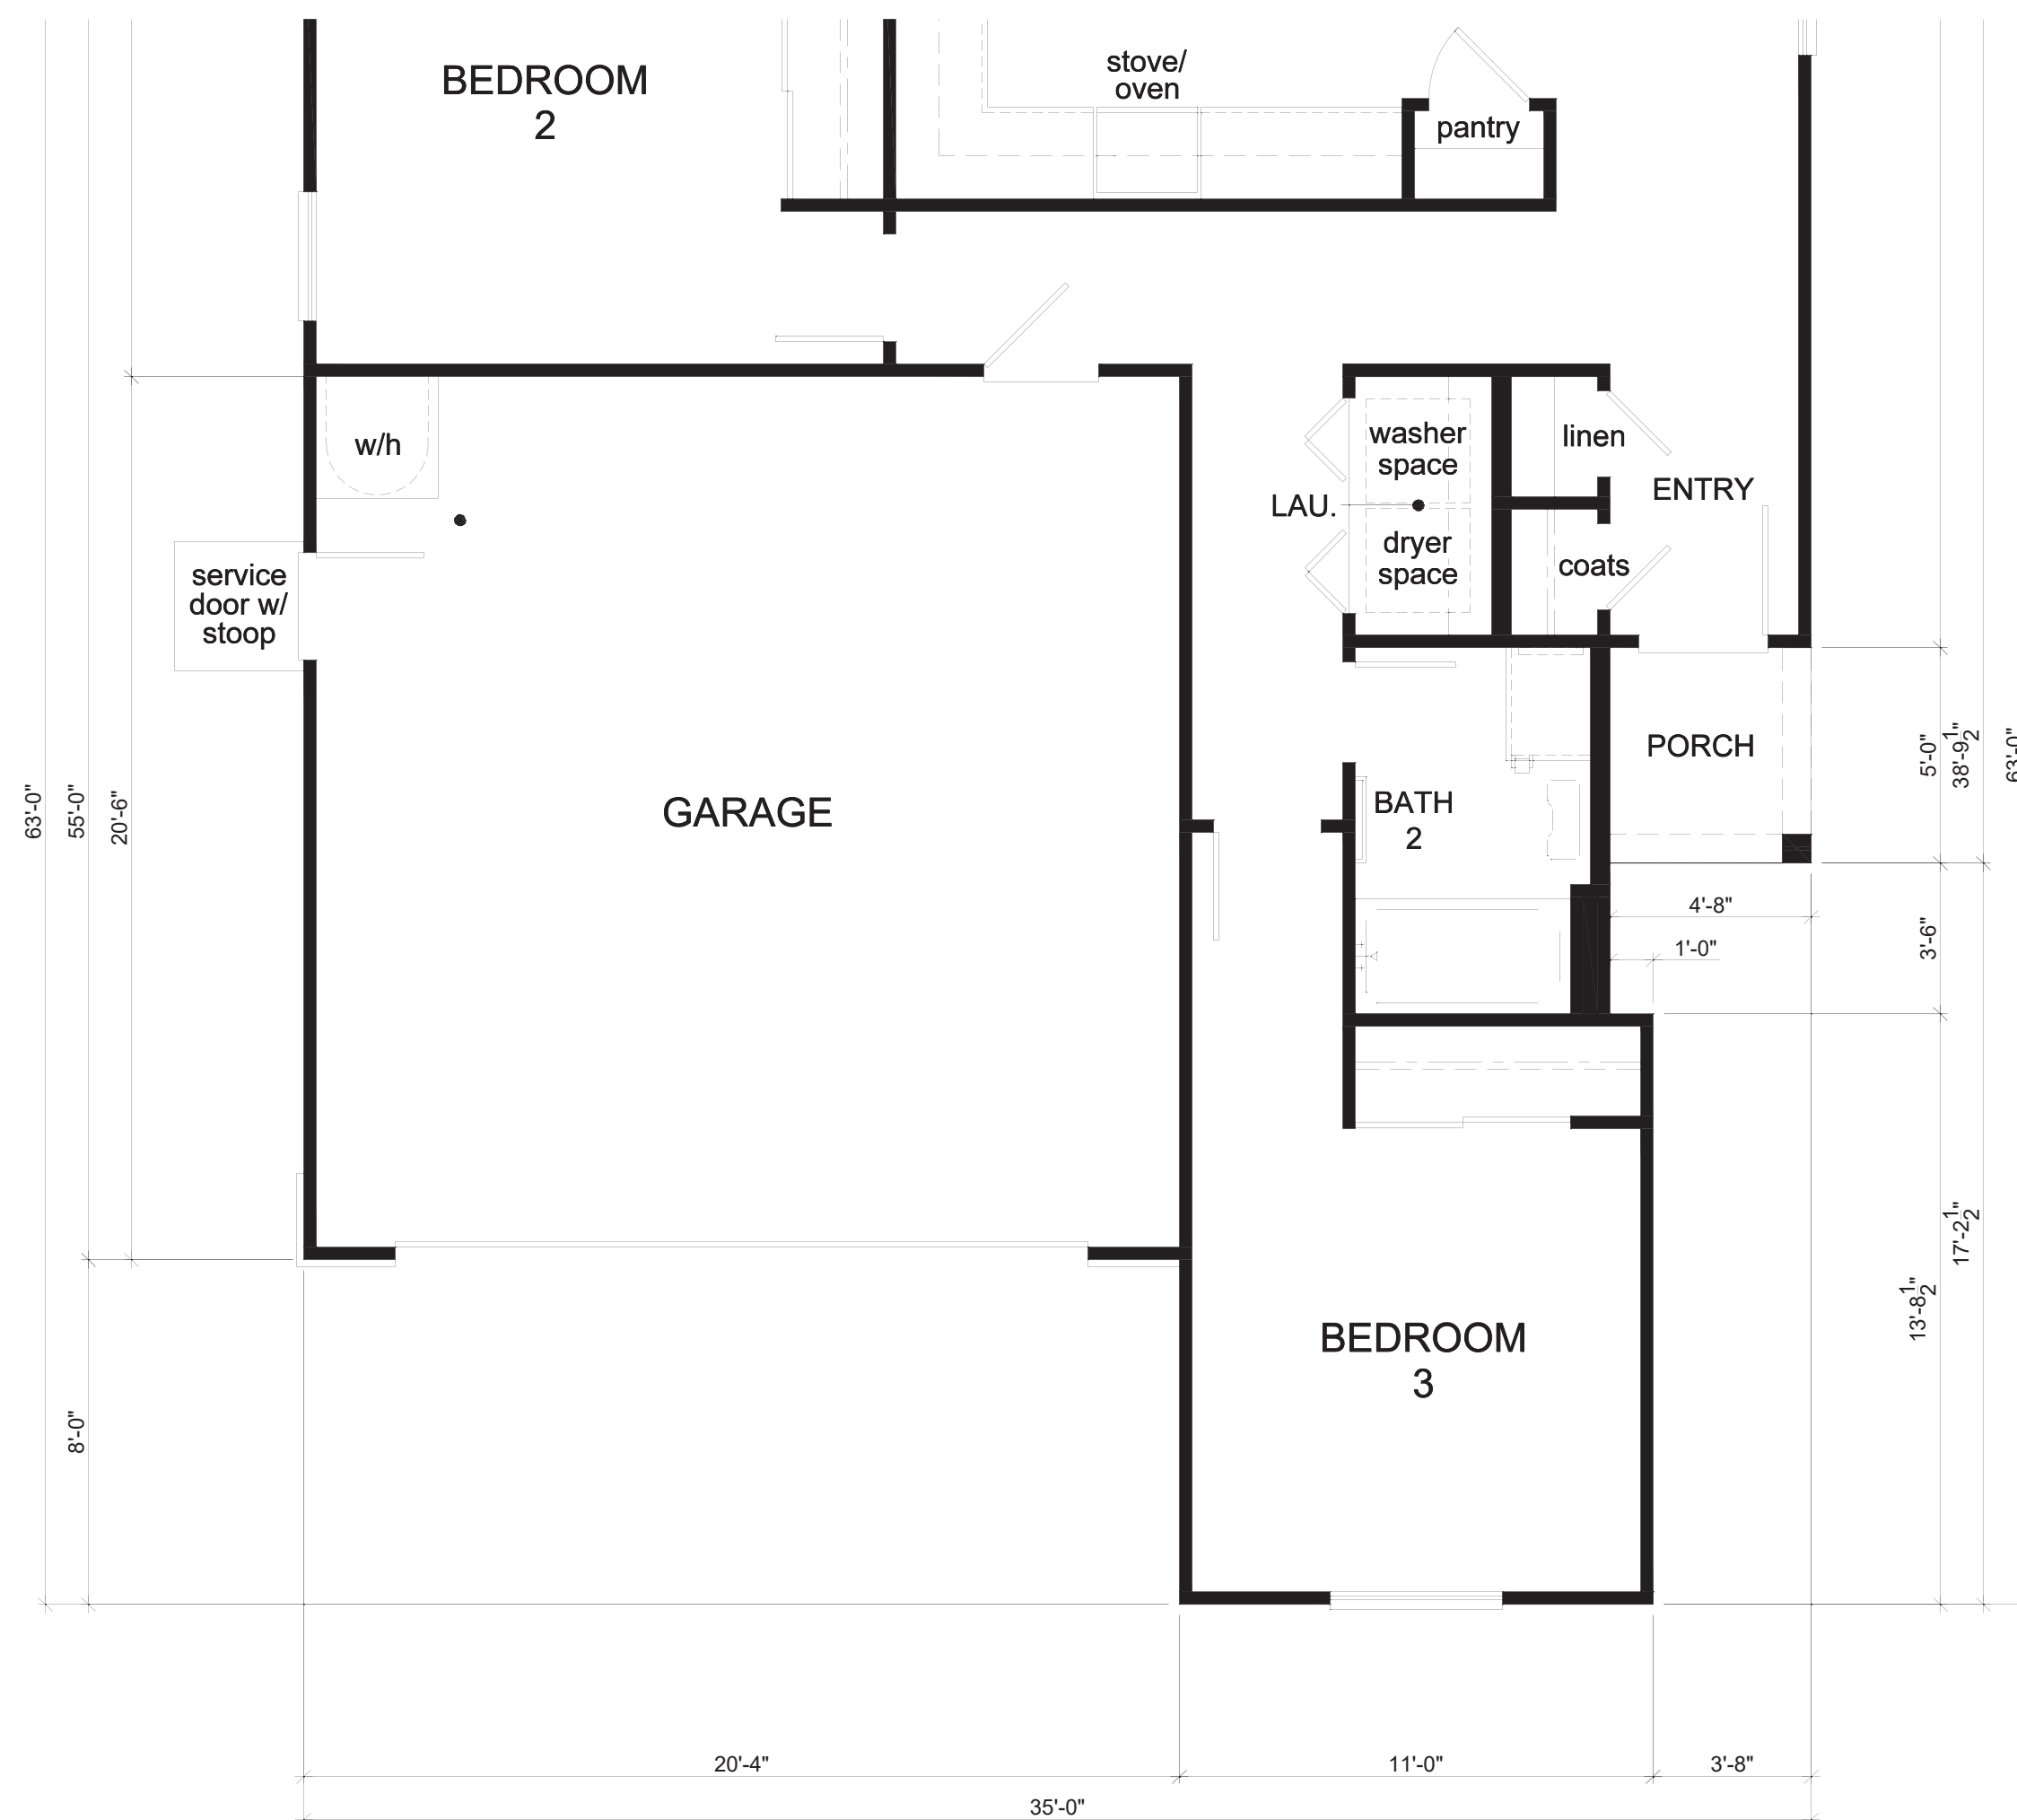 BEDROOM
2
stove/
oven
pantry
w/h
washer
space
linen
ENTRY
LAU.
dryer
space
coats
service
door w/
stoop
PORCH
5'-0"
38'-9 1/2"
63'-0"
63'-0"
55'-0"
20'-6"
GARAGE
BATH
2
4'-8"
1'-0"
3'-6"
17'-2 1/2"
13'-8 1/2"
BEDROOM
3
8'-0"
20'-4"
11'-0"
3'-8"
35'-0"